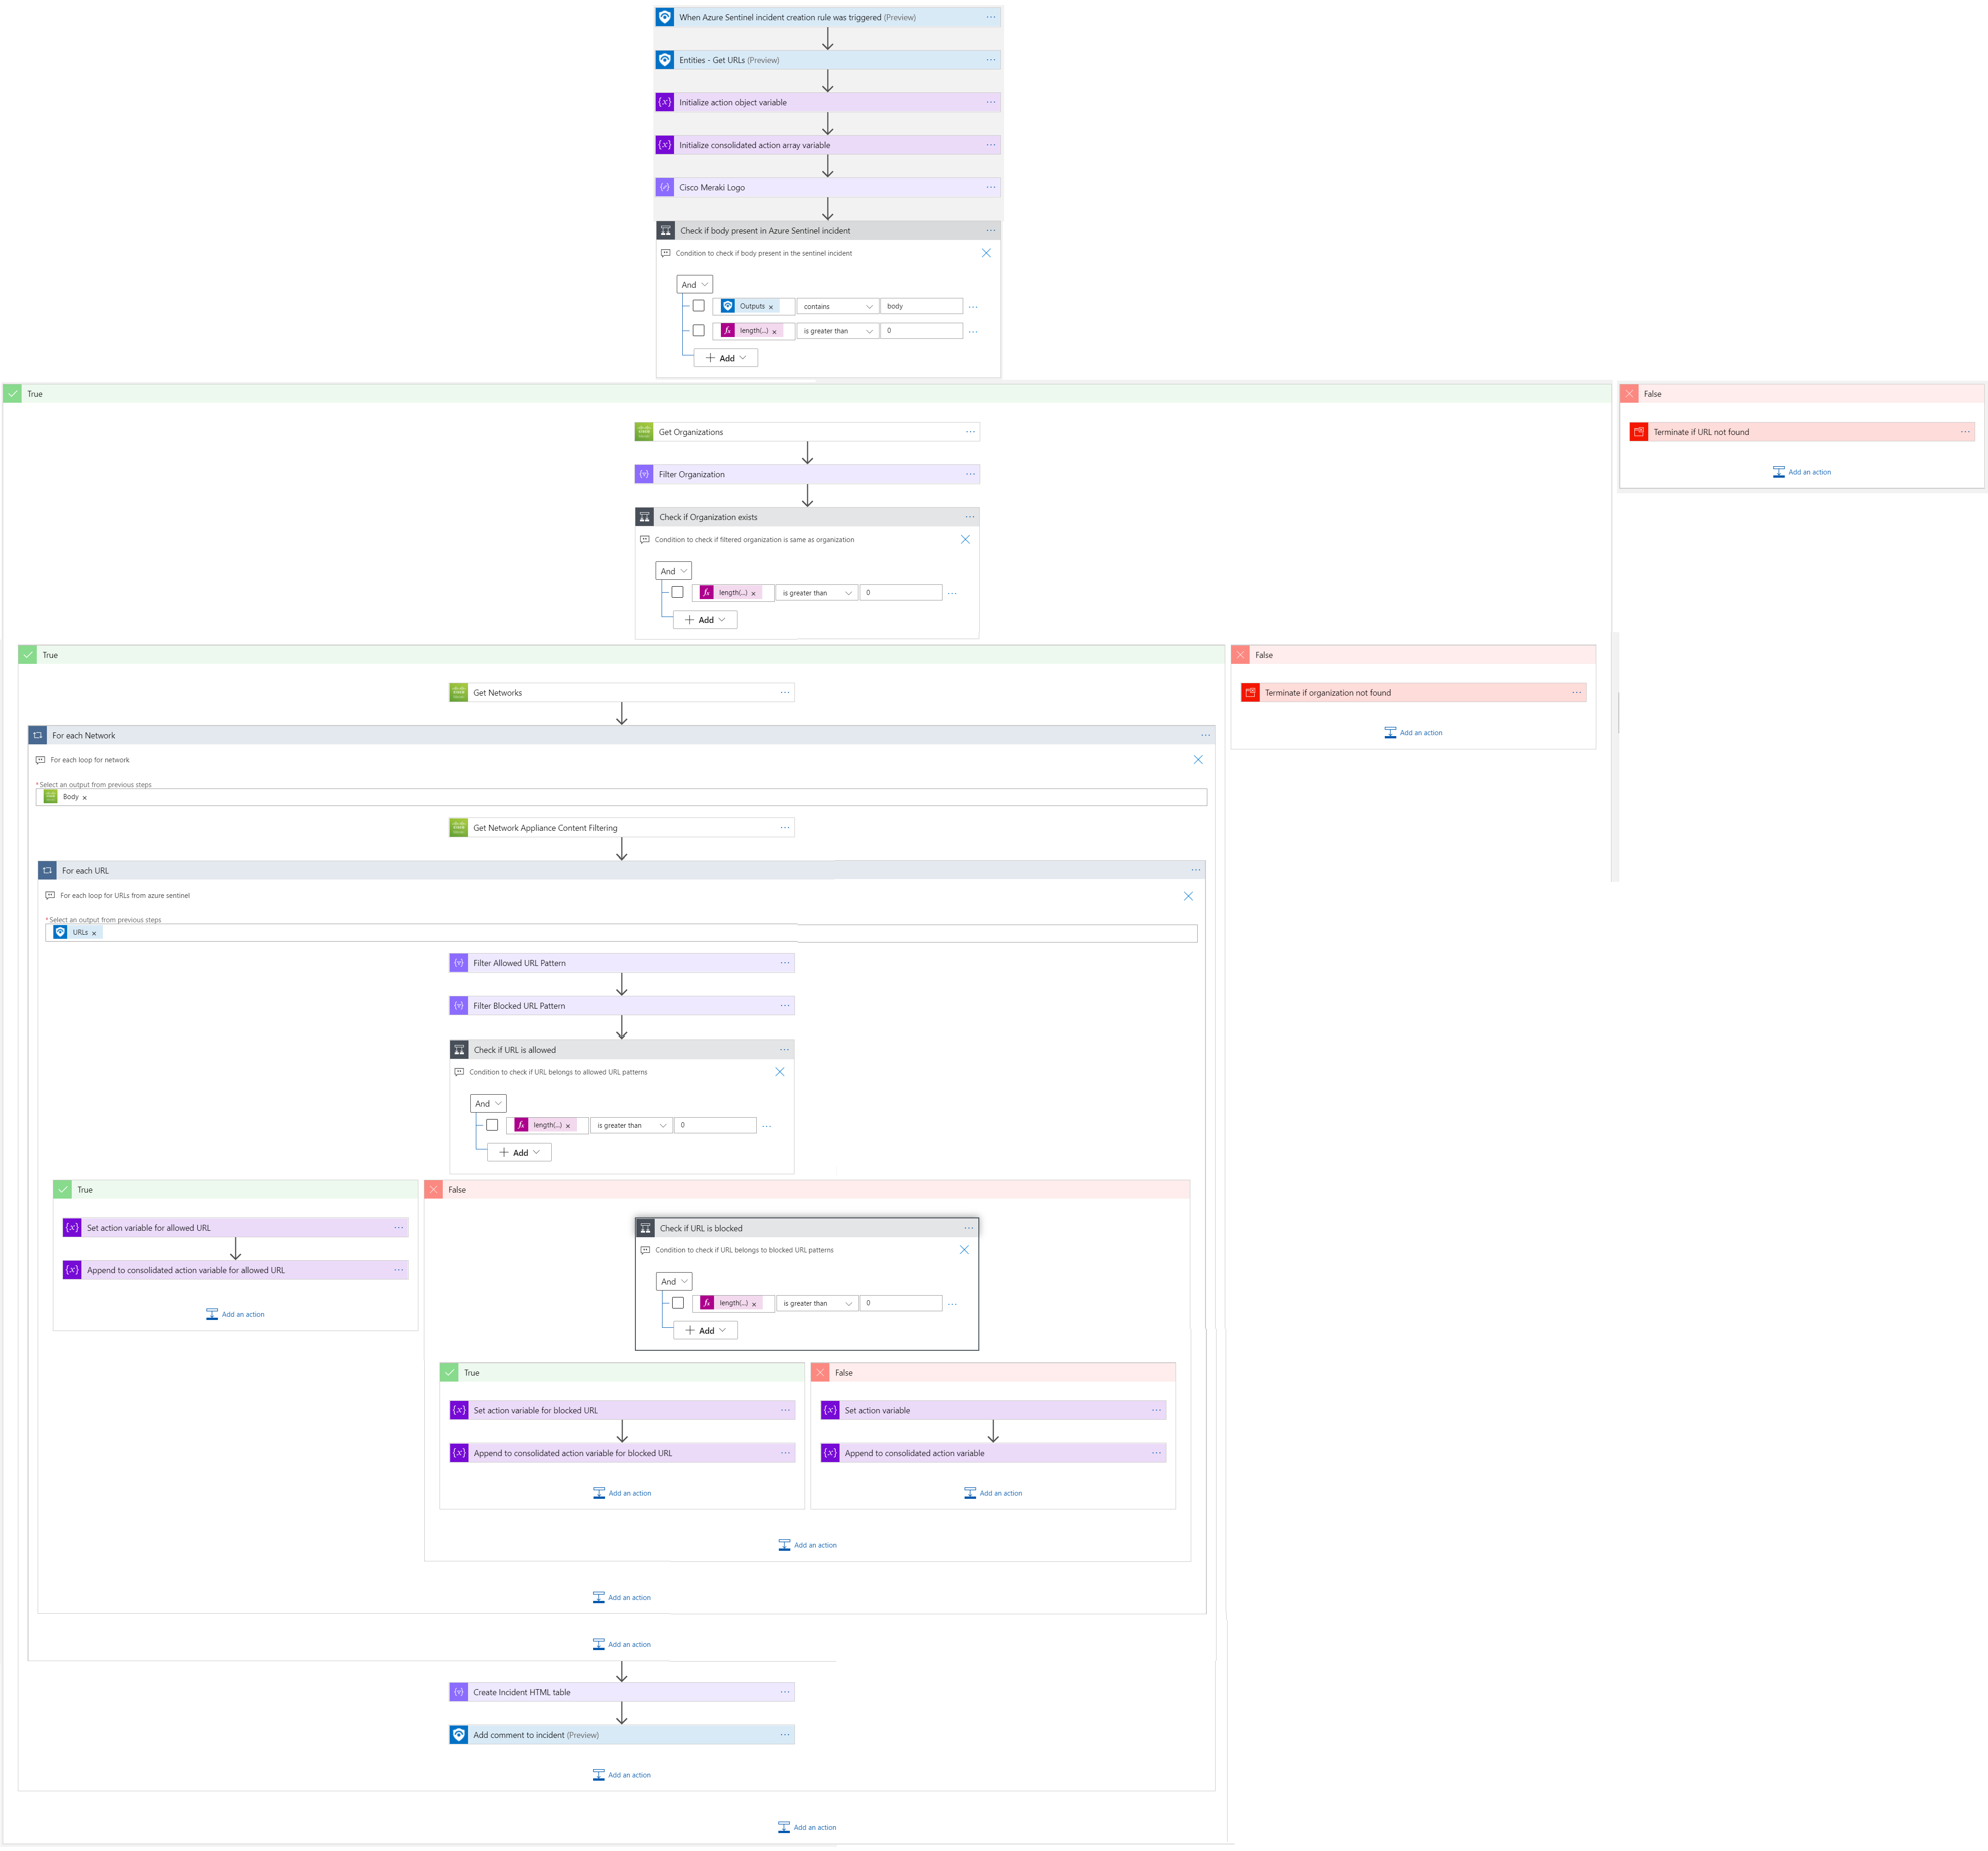 When Azure Sentinel incident creation rule was triggered (Preview)
Entities - Get URLs (Preview)
Initialize action object variable
Initialize consolidated action array variable
Cisco Meraki Logo
Check if body present in Azure Sentinel incident
Condition to check if body present in the sentinel incident
And
Outputs × contains body
fx length(...) × is greater than 0
+ Add
True
False
Get Organizations
Terminate if URL not found
Add an action
Filter Organization
Check if Organization exists
Condition to check if filtered organization is same as organization
And
fx length(...) × is greater than 0
+ Add
True
False
Get Networks
Terminate if organization not found
Add an action
For each Network
For each loop for network
*Select an output from previous steps
Body ×
Get Network Appliance Content Filtering
For each URL
For each loop for URLs from azure sentinel
*Select an output from previous steps
URLs ×
Filter Allowed URL Pattern
Filter Blocked URL Pattern
Check if URL is allowed
Condition to check if URL belongs to allowed URL patterns
And
fx length(...) × is greater than 0
+ Add
True
False
Set action variable for allowed URL
Append to consolidated action variable for allowed URL
Add an action
Check if URL is blocked
Condition to check if URL belongs to blocked URL patterns
And
fx length(...) × is greater than 0
+ Add
True
False
Set action variable for blocked URL
Append to consolidated action variable for blocked URL
Add an action
Set action variable
Append to consolidated action variable
Add an action
Add an action
Add an action
Add an action
Create Incident HTML table
Add comment to incident (Preview)
Add an action
Add an action